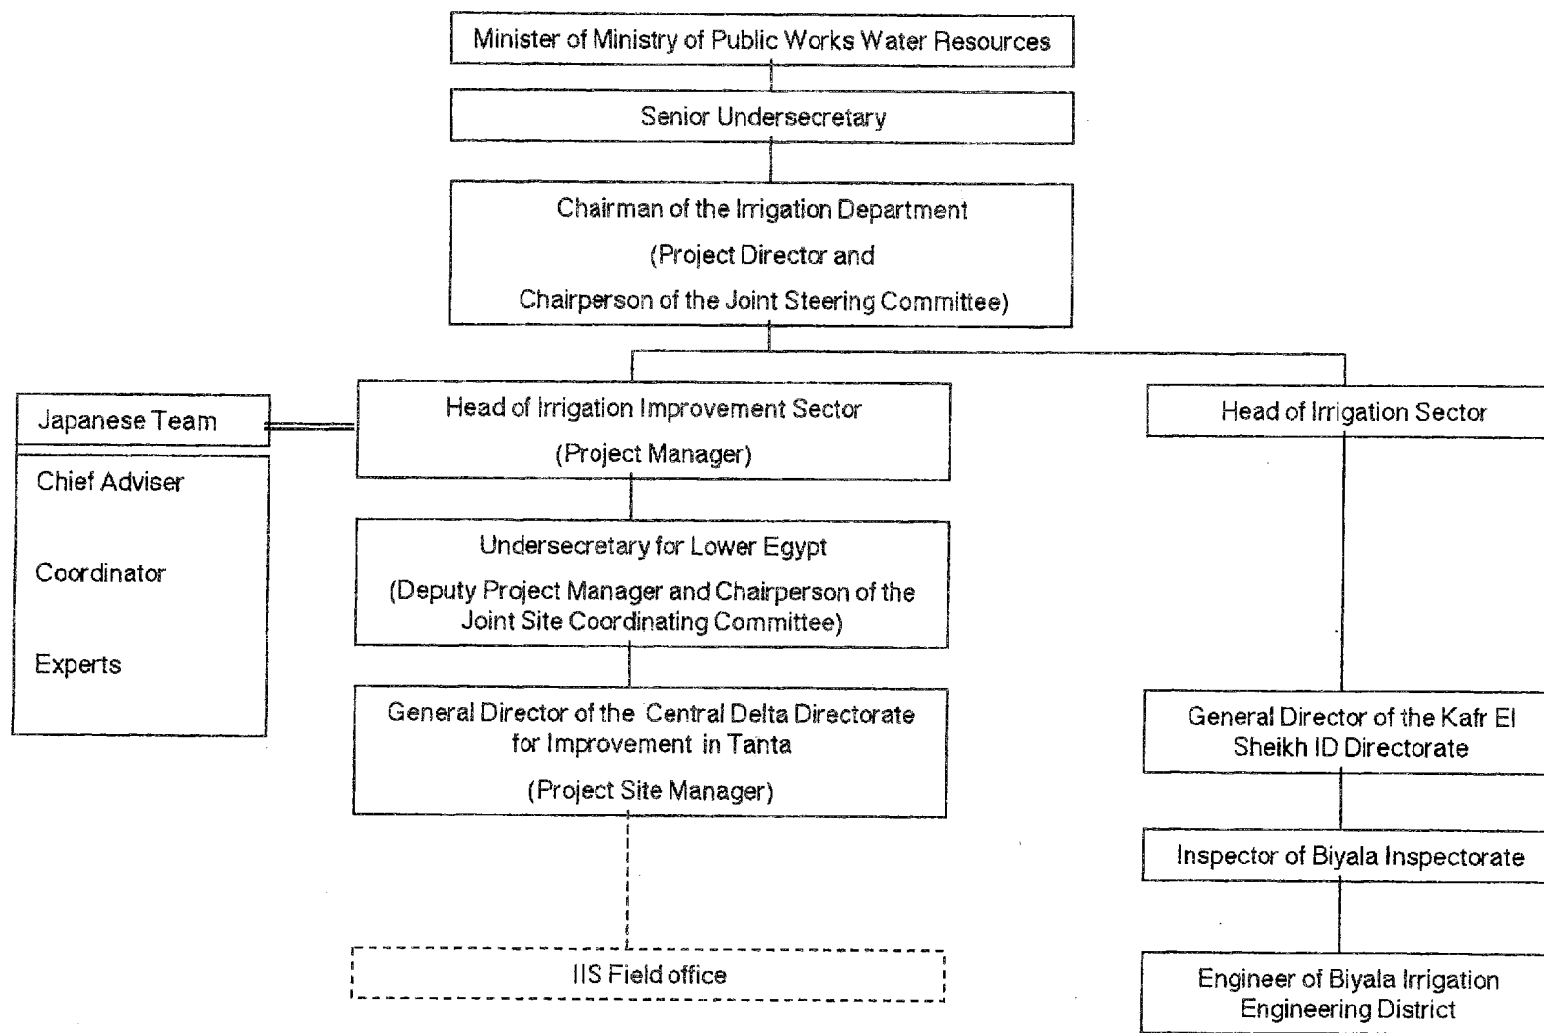 Minister of Ministry of Public Works Water Resources
Senior Undersecretary
Chairman of the Irrigation Department
(Project Director and
Chairperson of the Joint Steering Committee)
Japanese Team
Chief Adviser
Coordinator
Experts
Head of Irrigation Improvement Sector
(Project Manager)
Undersecretary for Lower Egypt
(Deputy Project Manager and Chairperson of the
Joint Site Coordinating Committee)
General Director of the Central Delta Directorate
for Improvement in Tanta
(Project Site Manager)
IIS Field office
Head of Irrigation Sector
General Director of the Kafr El
Sheikh ID Directorate
Inspector of Biyala Inspectorate
Engineer of Biyala Irrigation
Engineering District